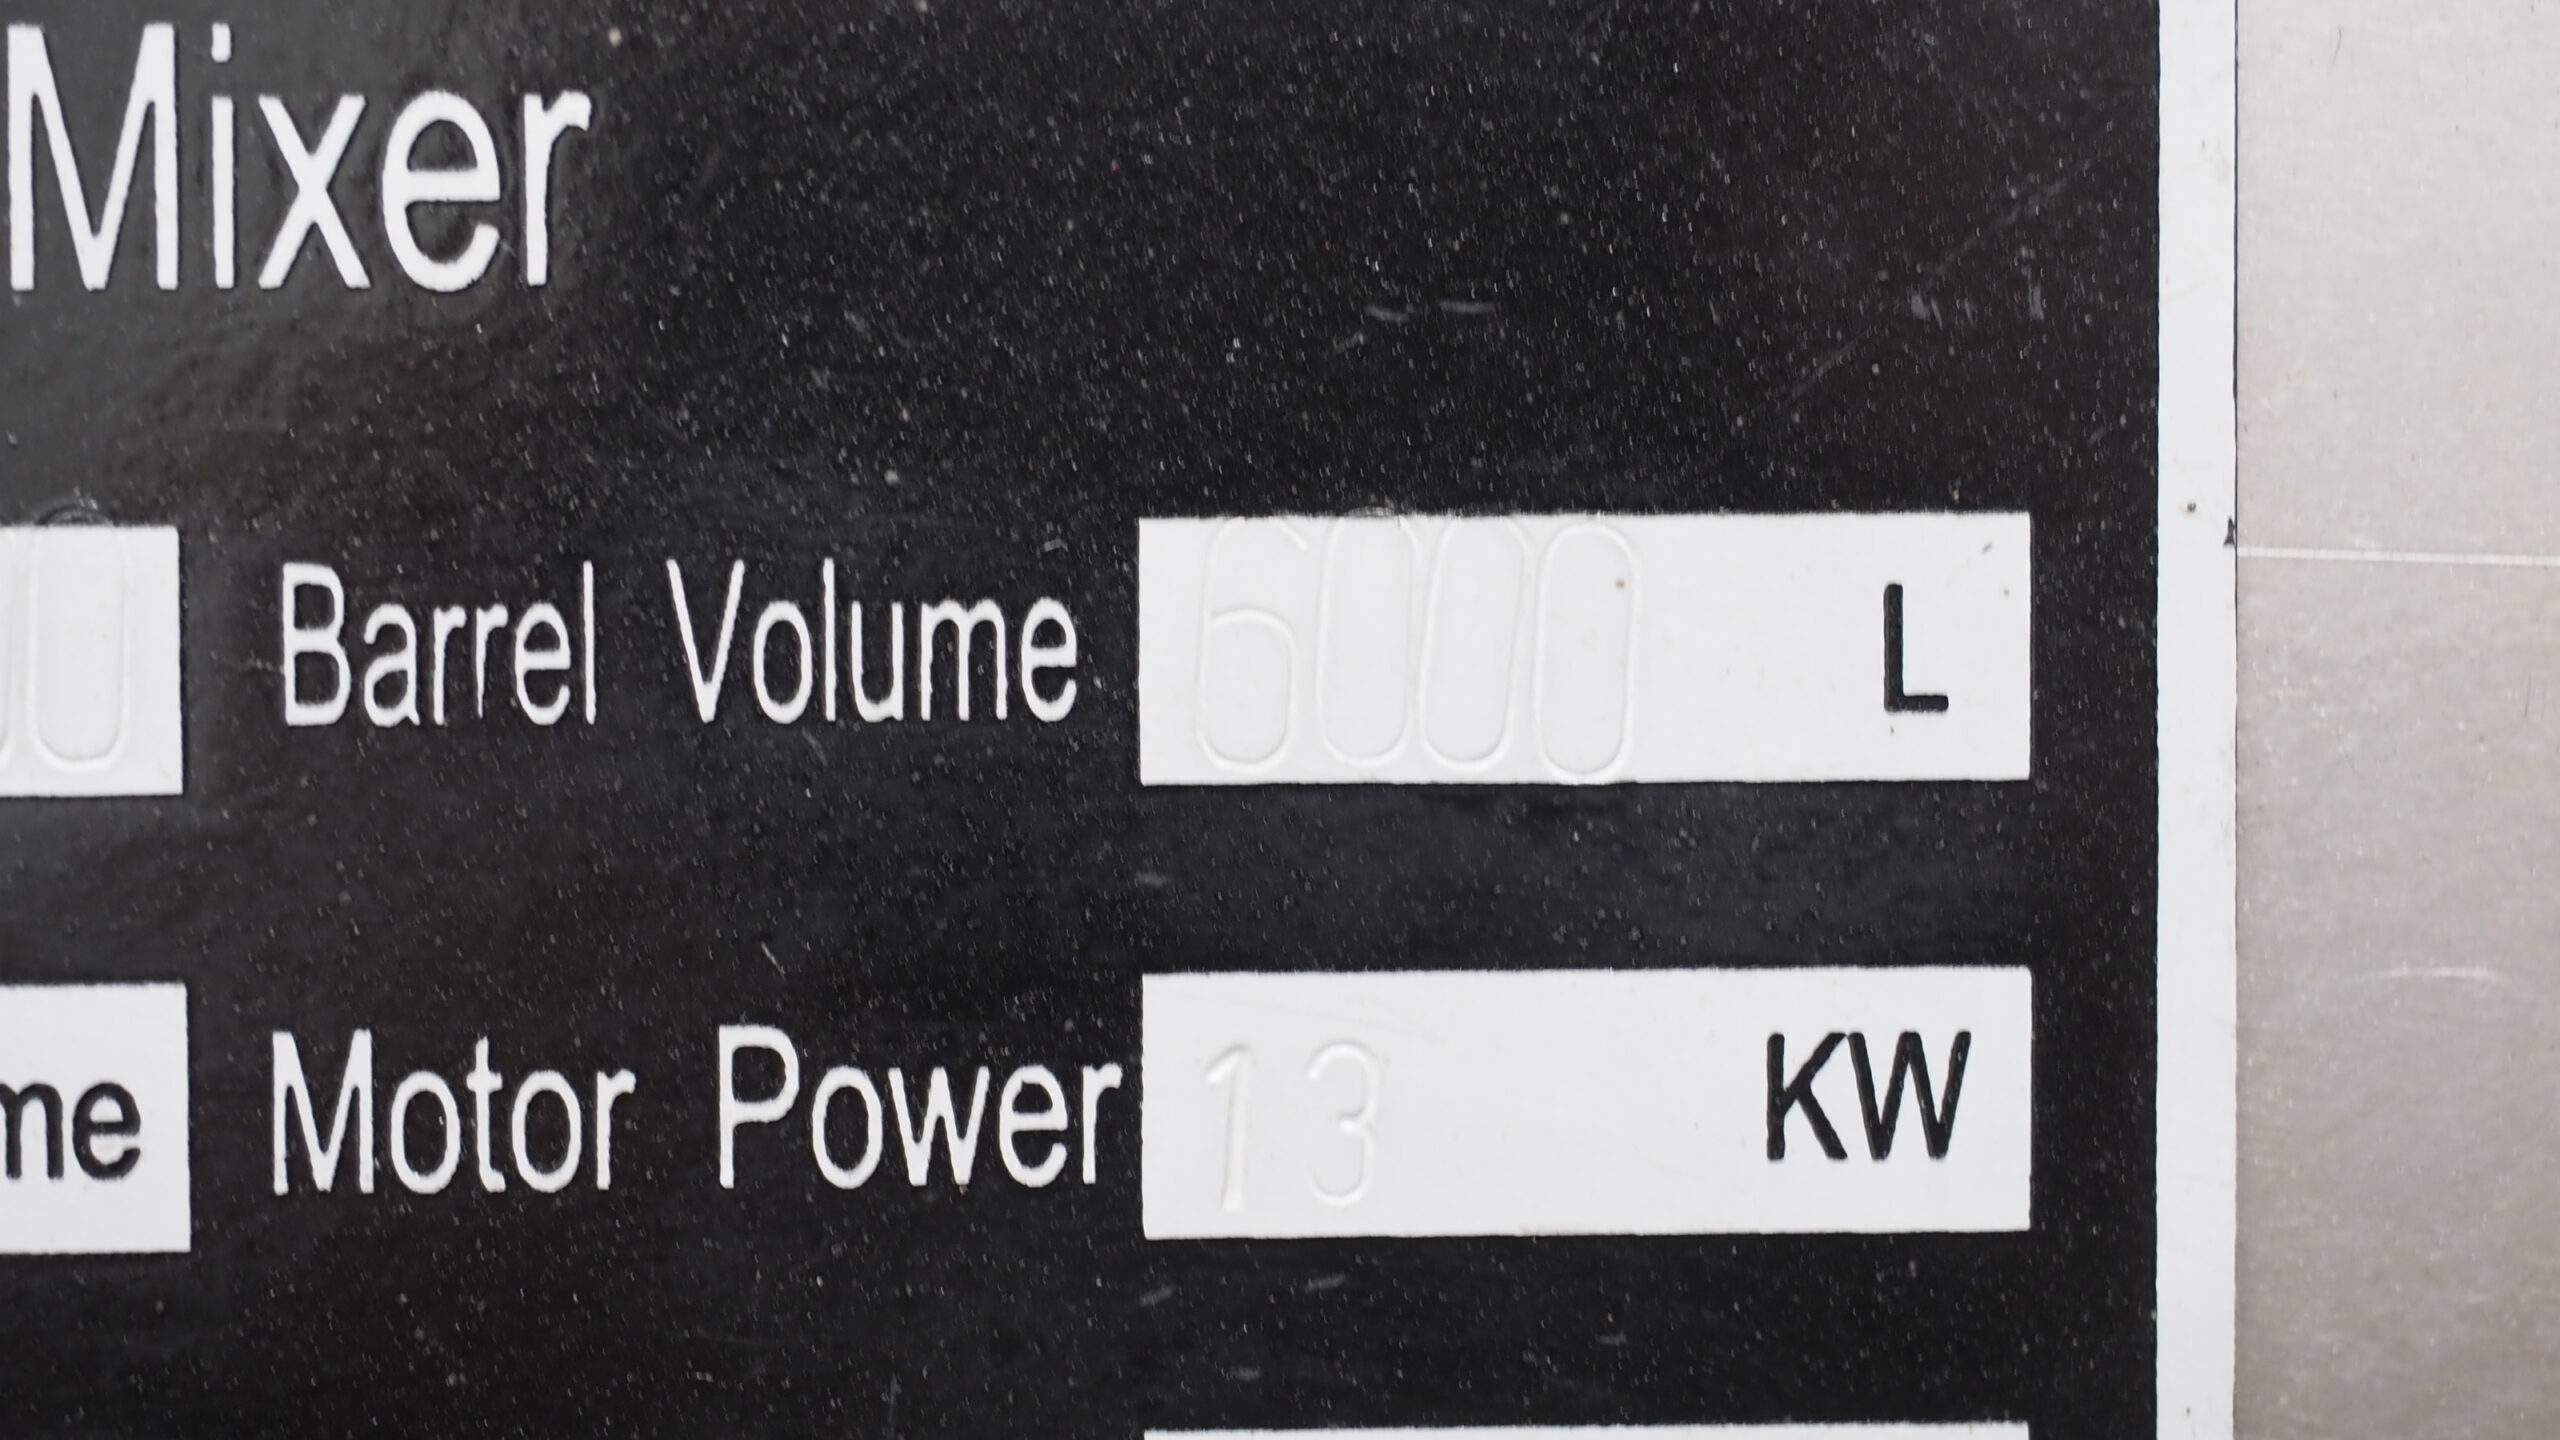 Mixer
Barrel Volume 6000 L
me Motor Power 13 KW